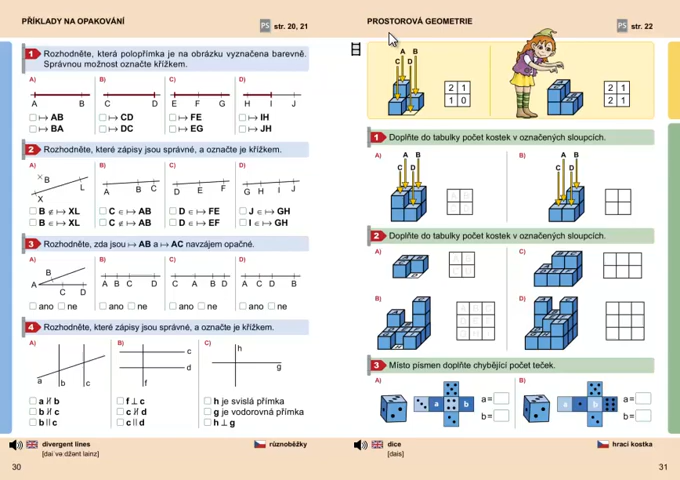 PŘÍKLADY NA OPAKOVÁNÍ
PS str. 20, 21
1 Rozhodněte, která polopřímka je na obrázku vyznačena barevně.
Správnou možnost označte křížkem.
A) B) C) D)
A B C D E F G H I J
↦ AB ↦ CD ↦ FE ↦ IH
↦ BA ↦ DC ↦ EG ↦ JH
2 Rozhodněte, které zápisy jsou správné, a označte je křížkem.
A) B) C) D)
B L X A B C D E F G H I J
B ∉ ↦ XL C ∈ ↦ AB D ∈ ↦ FE J ∈ ↦ GH
B ∈ ↦ XL C ∉ ↦ AB D ∈ ↦ EF I ∈ ↦ GH
3 Rozhodněte, zda jsou ↦ AB a ↦ AC navzájem opačné.
A) B) C) D)
B A C D A B C D C A B D A C D B
ano ne ano ne ano ne ano ne
4 Rozhodněte, které zápisy jsou správné, a označte je křížkem.
A) B) C)
a b c c d f h g
a ∦ b f ⊥ c h je svislá přímka
b ∦ c c ∦ d g je vodorovná přímka
b || c c || d h ⊥ g
divergent lines různoběžky
[daí və dʒənt lainz]
30
PROSTOROVÁ GEOMETRIE
PS str. 22
A B
C D
2 1
1 0
2 1
2 1
1 Doplňte do tabulky počet kostek v označených sloupcích.
A) B)
A B A B
C D C D
2 Doplňte do tabulky počet kostek v označených sloupcích.
A) C)
B) D)
3 Místo písmen doplňte chybějící počet teček.
A) B)
a b a =
b =
a b a =
b =
dice hrací kostka
[dais]
31